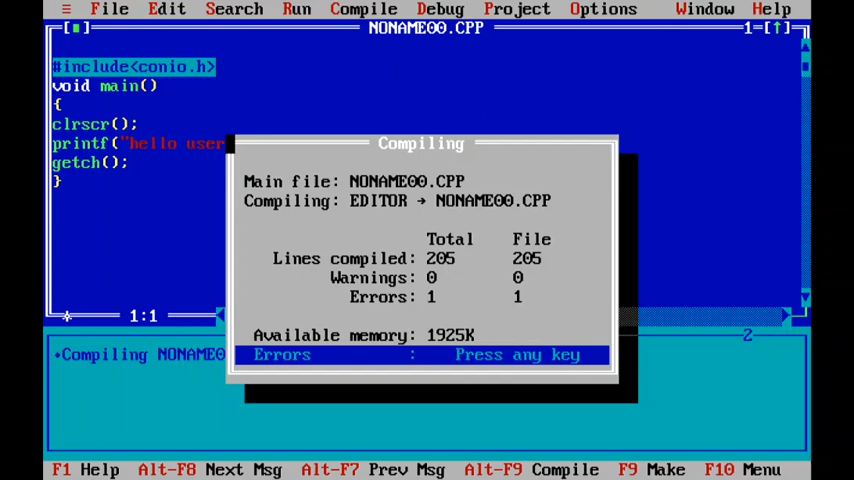 ≡ File Edit Search Run Compile Debug Project Options Window Help
NONAME00.CPP 1=[↑]
#include<conio.h>
void main()
{
clrscr();
printf("hello user
getch();
}
Compiling
Main file: NONAME00.CPP
Compiling: EDITOR → NONAME00.CPP
Total File
Lines compiled: 205 205
Warnings: 0 0
Errors: 1 1
Available memory: 1925K
Errors : Press any key
1:1
2
•Compiling NONAME0
F1 Help Alt-F8 Next Msg Alt-F7 Prev Msg Alt-F9 Compile F9 Make F10 Menu